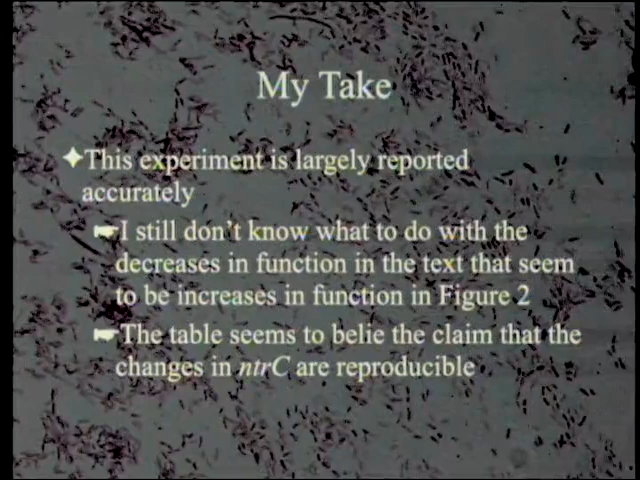 My Take
This experiment is largely reported
accurately
I still don't know what to do with the
decreases in function in the text that seem
to be increases in function in Figure 2
The table seems to belie the claim that the
changes in ntrC are reproducible